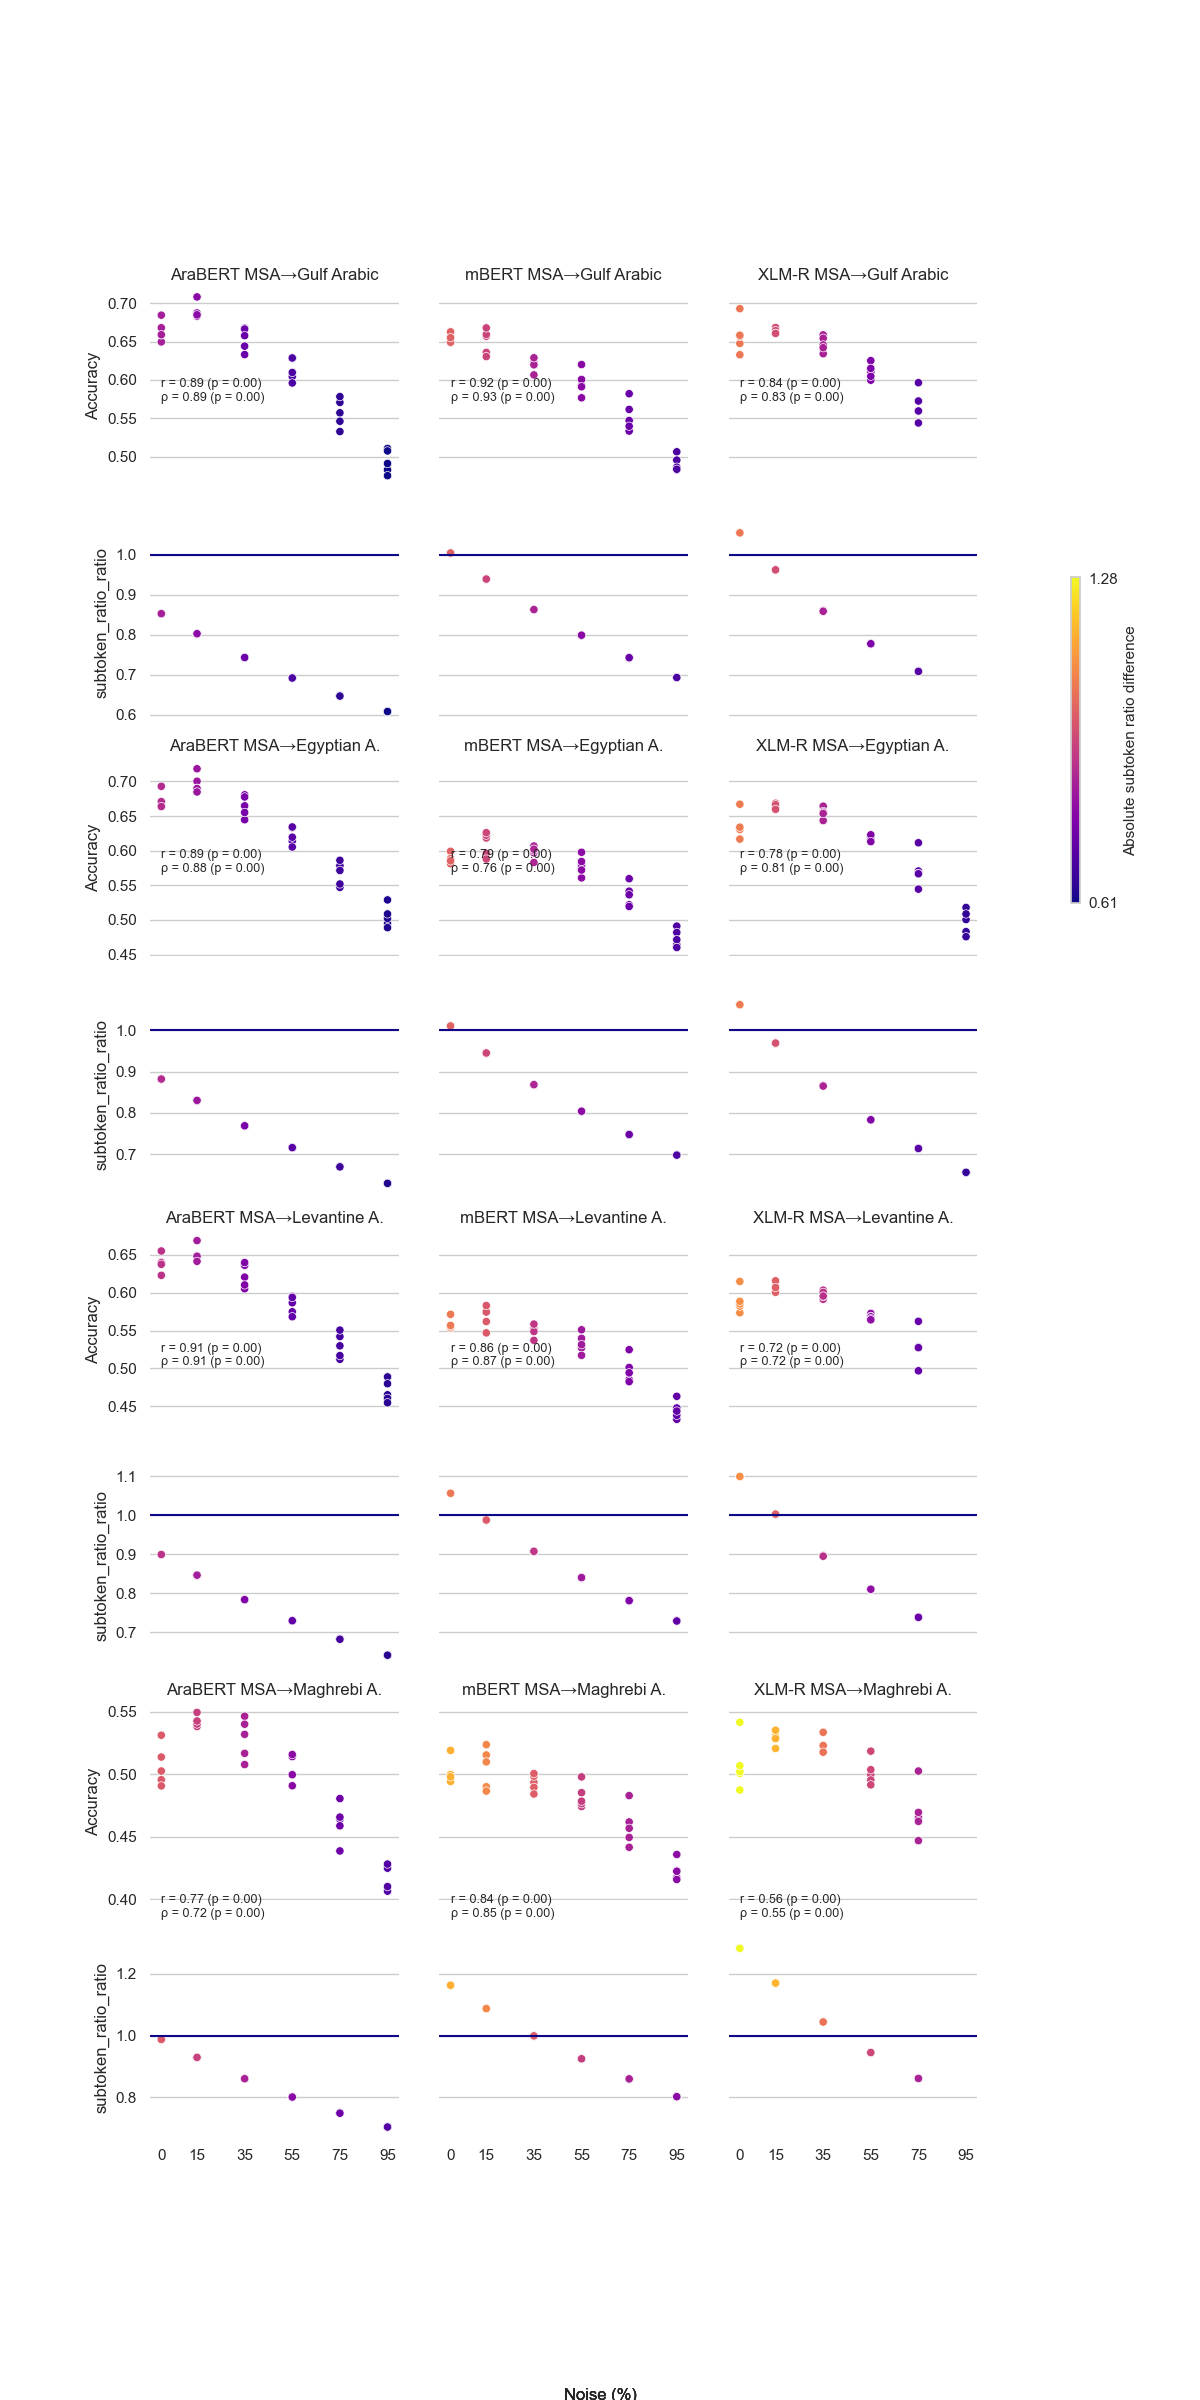 AraBERT MSA→Gulf Arabic
mBERT MSA→Gulf Arabic
XLM-R MSA→Gulf Arabic
Accuracy
0.70
0.65
0.60
0.55
0.50
r = 0.89 (p = 0.00)
ρ = 0.89 (p = 0.00)
r = 0.92 (p = 0.00)
ρ = 0.93 (p = 0.00)
r = 0.84 (p = 0.00)
ρ = 0.83 (p = 0.00)
subtoken_ratio_ratio
1.0
0.9
0.8
0.7
0.6
1.28
Absolute subtoken ratio difference
0.61
AraBERT MSA→Egyptian A.
mBERT MSA→Egyptian A.
XLM-R MSA→Egyptian A.
Accuracy
0.70
0.65
0.60
0.55
0.50
0.45
r = 0.89 (p = 0.00)
ρ = 0.88 (p = 0.00)
r = 0.79 (p = 0.00)
ρ = 0.76 (p = 0.00)
r = 0.78 (p = 0.00)
ρ = 0.81 (p = 0.00)
subtoken_ratio_ratio
1.0
0.9
0.8
0.7
AraBERT MSA→Levantine A.
mBERT MSA→Levantine A.
XLM-R MSA→Levantine A.
Accuracy
0.65
0.60
0.55
0.50
0.45
r = 0.91 (p = 0.00)
ρ = 0.91 (p = 0.00)
r = 0.86 (p = 0.00)
ρ = 0.87 (p = 0.00)
r = 0.72 (p = 0.00)
ρ = 0.72 (p = 0.00)
subtoken_ratio_ratio
1.1
1.0
0.9
0.8
0.7
AraBERT MSA→Maghrebi A.
mBERT MSA→Maghrebi A.
XLM-R MSA→Maghrebi A.
Accuracy
0.55
0.50
0.45
0.40
r = 0.77 (p = 0.00)
ρ = 0.72 (p = 0.00)
r = 0.84 (p = 0.00)
ρ = 0.85 (p = 0.00)
r = 0.56 (p = 0.00)
ρ = 0.55 (p = 0.00)
subtoken_ratio_ratio
1.2
1.0
0.8
0 15 35 55 75 95
0 15 35 55 75 95
0 15 35 55 75 95
Noise (%)